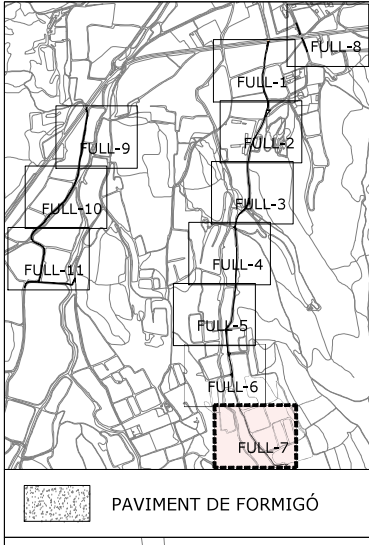 FULL-8
FULL-1
FULL-2
FULL-9
FULL-3
FULL-10
FULL-4
FULL-11
FULL-5
FULL-6
FULL-7
PAVIMENT DE FORMIGÓ